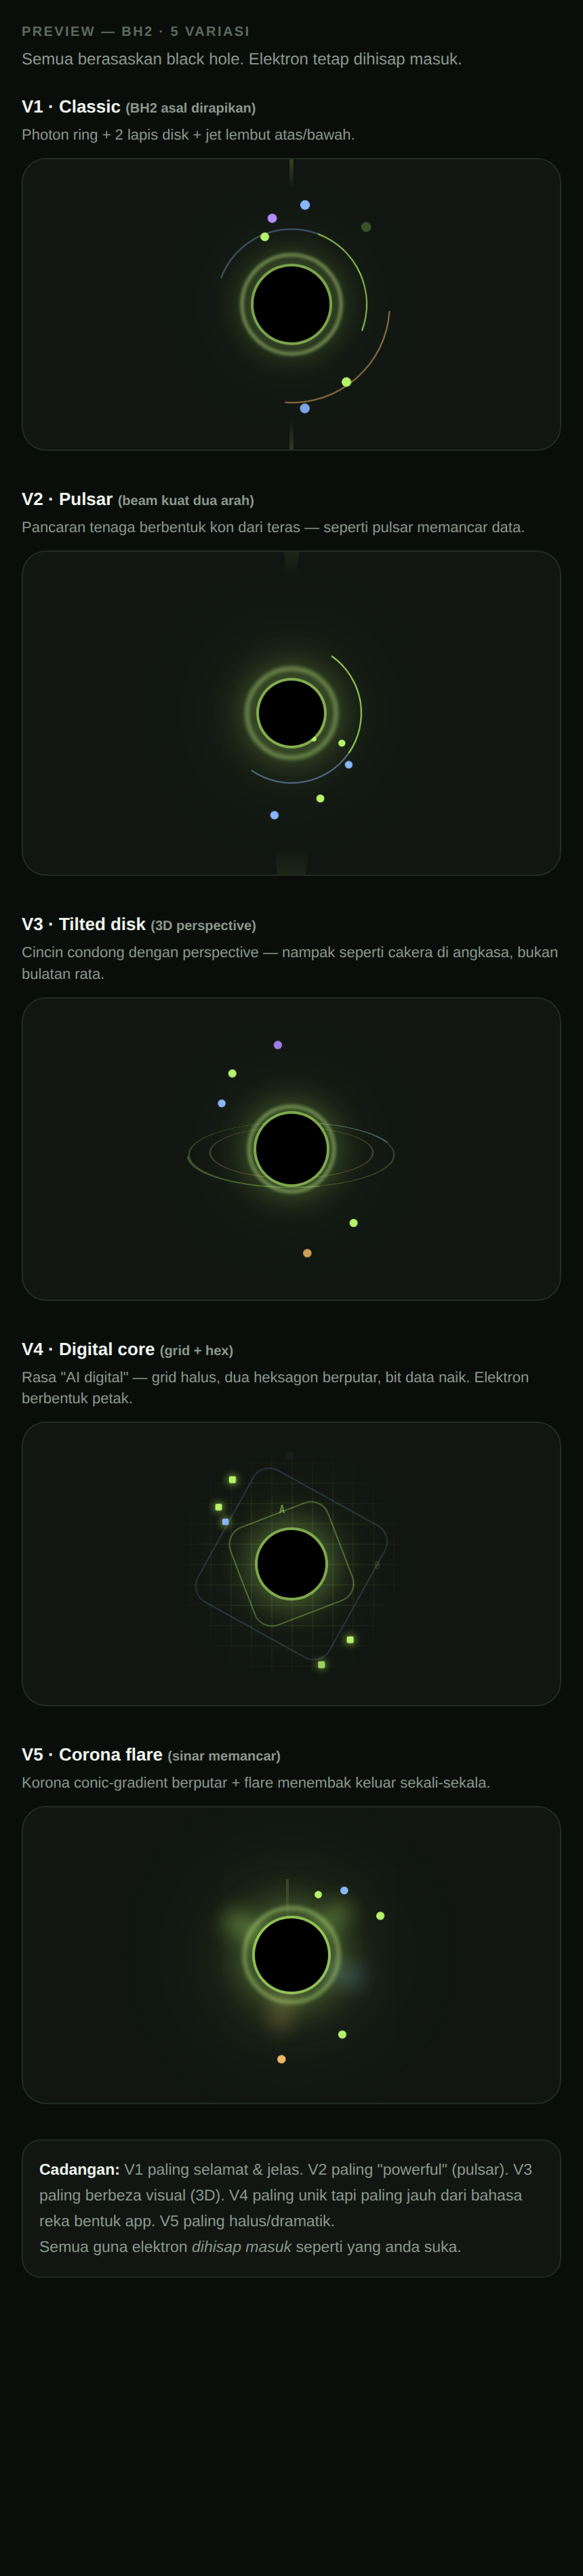 PREVIEW — BH2 · 5 VARIASI
Semua berasaskan black hole. Elektron tetap dihisap masuk.
V1 · Classic (BH2 asal dirapikan)
Photon ring + 2 lapis disk + jet lembut atas/bawah.
V2 · Pulsar (beam kuat dua arah)
Pancaran tenaga berbentuk kon dari teras — seperti pulsar memancar data.
V3 · Tilted disk (3D perspective)
Cincin condong dengan perspective — nampak seperti cakera di angkasa, bukan
bulatan rata.
V4 · Digital core (grid + hex)
Rasa "AI digital" — grid halus, dua heksagon berputar, bit data naik. Elektron
berbentuk petak.
A
V5 · Corona flare (sinar memancar)
Korona conic-gradient berputar + flare menembak keluar sekali-sekala.
Cadangan: V1 paling selamat & jelas. V2 paling "powerful" (pulsar). V3
paling berbeza visual (3D). V4 paling unik tapi paling jauh dari bahasa
reka bentuk app. V5 paling halus/dramatik.
Semua guna elektron dihisap masuk seperti yang anda suka.